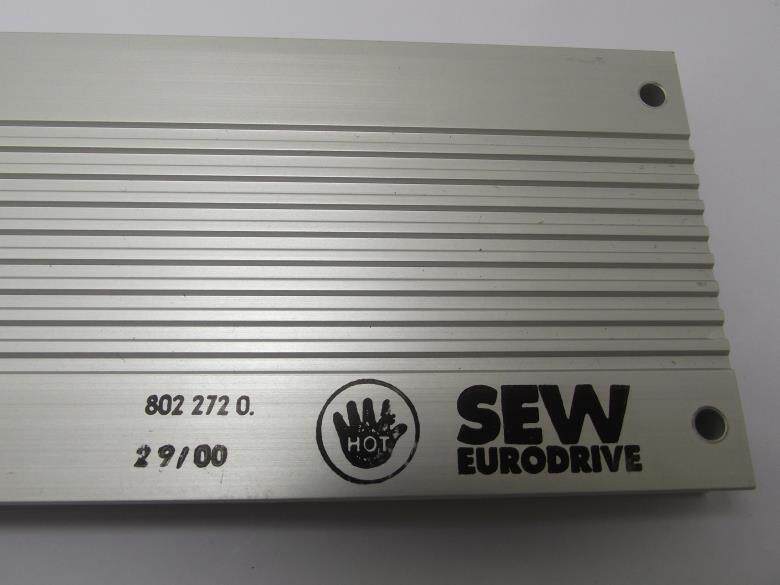 802 272 0.
29/00
HOT
SEW
EURODRIVE